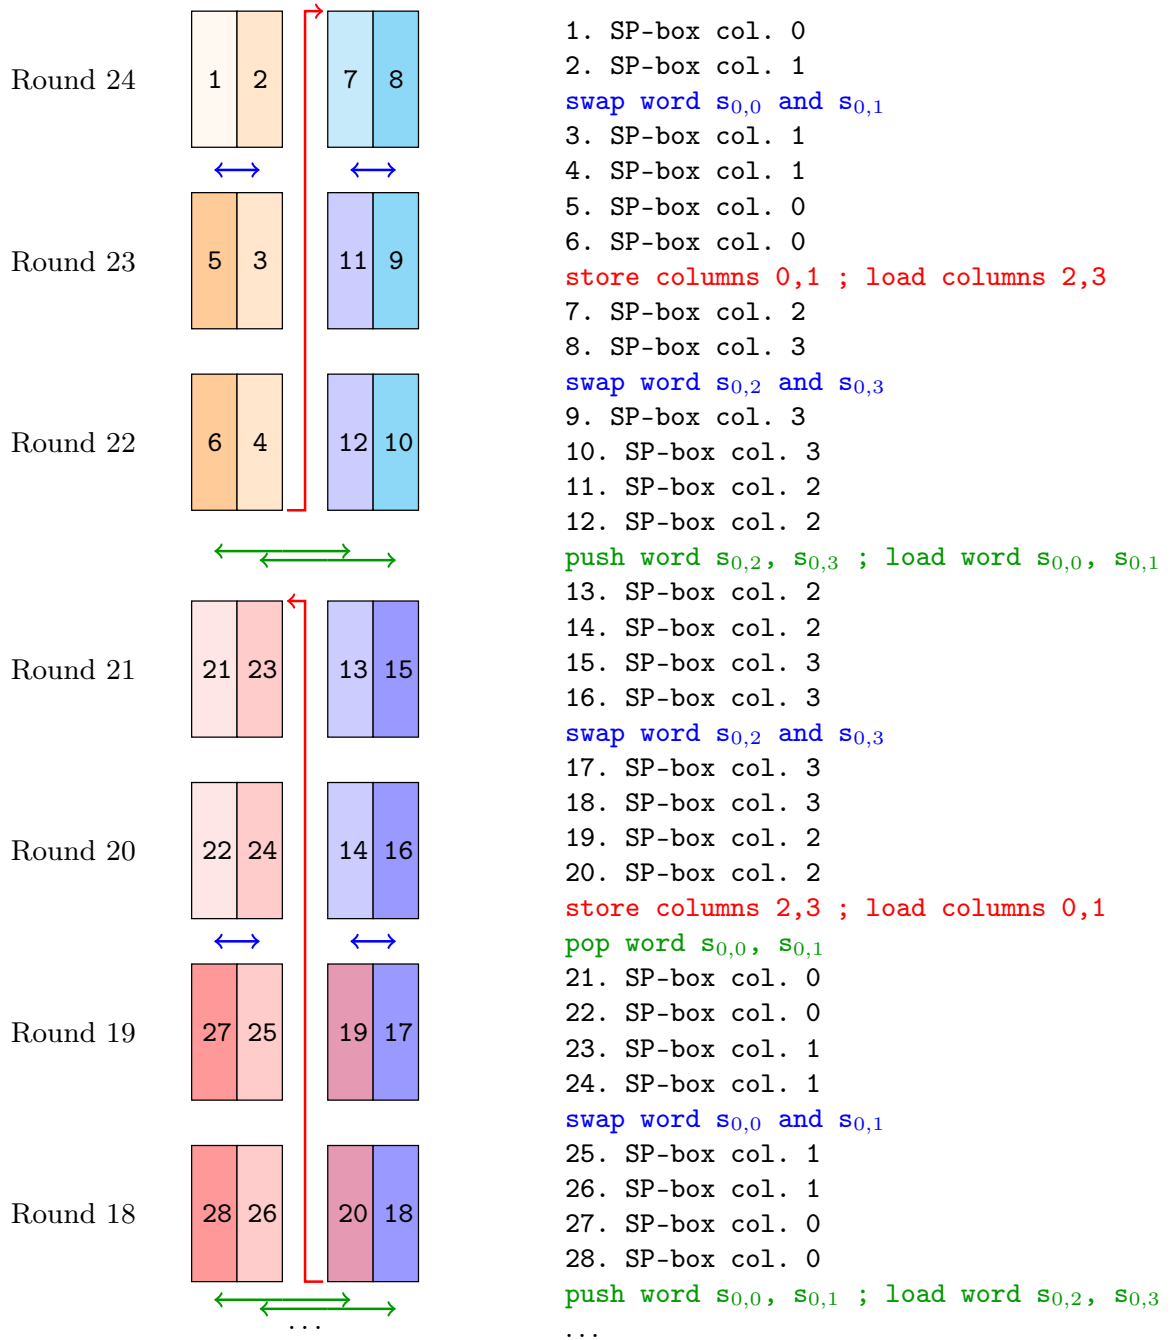 Round 24
1 2 7 8
Round 23
5 3 11 9
Round 22
6 4 12 10
Round 21
21 23 13 15
Round 20
22 24 14 16
Round 19
27 25 19 17
Round 18
28 26 20 18
...
1. SP-box col. 0
2. SP-box col. 1
swap word s0,0 and s0,1
3. SP-box col. 1
4. SP-box col. 1
5. SP-box col. 0
6. SP-box col. 0
store columns 0,1 ; load columns 2,3
7. SP-box col. 2
8. SP-box col. 3
swap word s0,2 and s0,3
9. SP-box col. 3
10. SP-box col. 3
11. SP-box col. 2
12. SP-box col. 2
push word s0,2, s0,3 ; load word s0,0, s0,1
13. SP-box col. 2
14. SP-box col. 2
15. SP-box col. 3
16. SP-box col. 3
swap word s0,2 and s0,3
17. SP-box col. 3
18. SP-box col. 3
19. SP-box col. 2
20. SP-box col. 2
store columns 2,3 ; load columns 0,1
pop word s0,0, s0,1
21. SP-box col. 0
22. SP-box col. 0
23. SP-box col. 1
24. SP-box col. 1
swap word s0,0 and s0,1
25. SP-box col. 1
26. SP-box col. 1
27. SP-box col. 0
28. SP-box col. 0
push word s0,0, s0,1 ; load word s0,2, s0,3
...